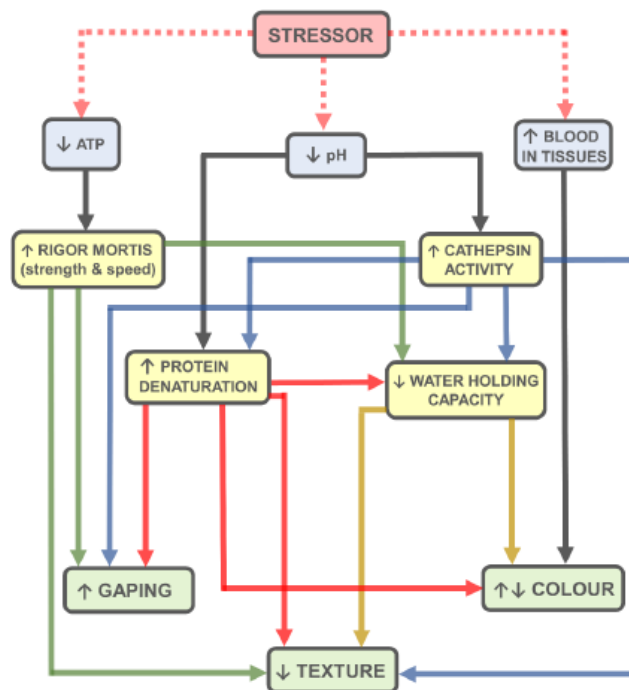 STRESSOR
↓ ATP
↓ pH
↑ BLOOD
IN TISSUES
↑ RIGOR MORTIS
(strength & speed)
↑ CATHEPSIN
ACTIVITY
↑ PROTEIN
DENATURATION
↓ WATER HOLDING
CAPACITY
↑ GAPING
↑↓ COLOUR
↓ TEXTURE